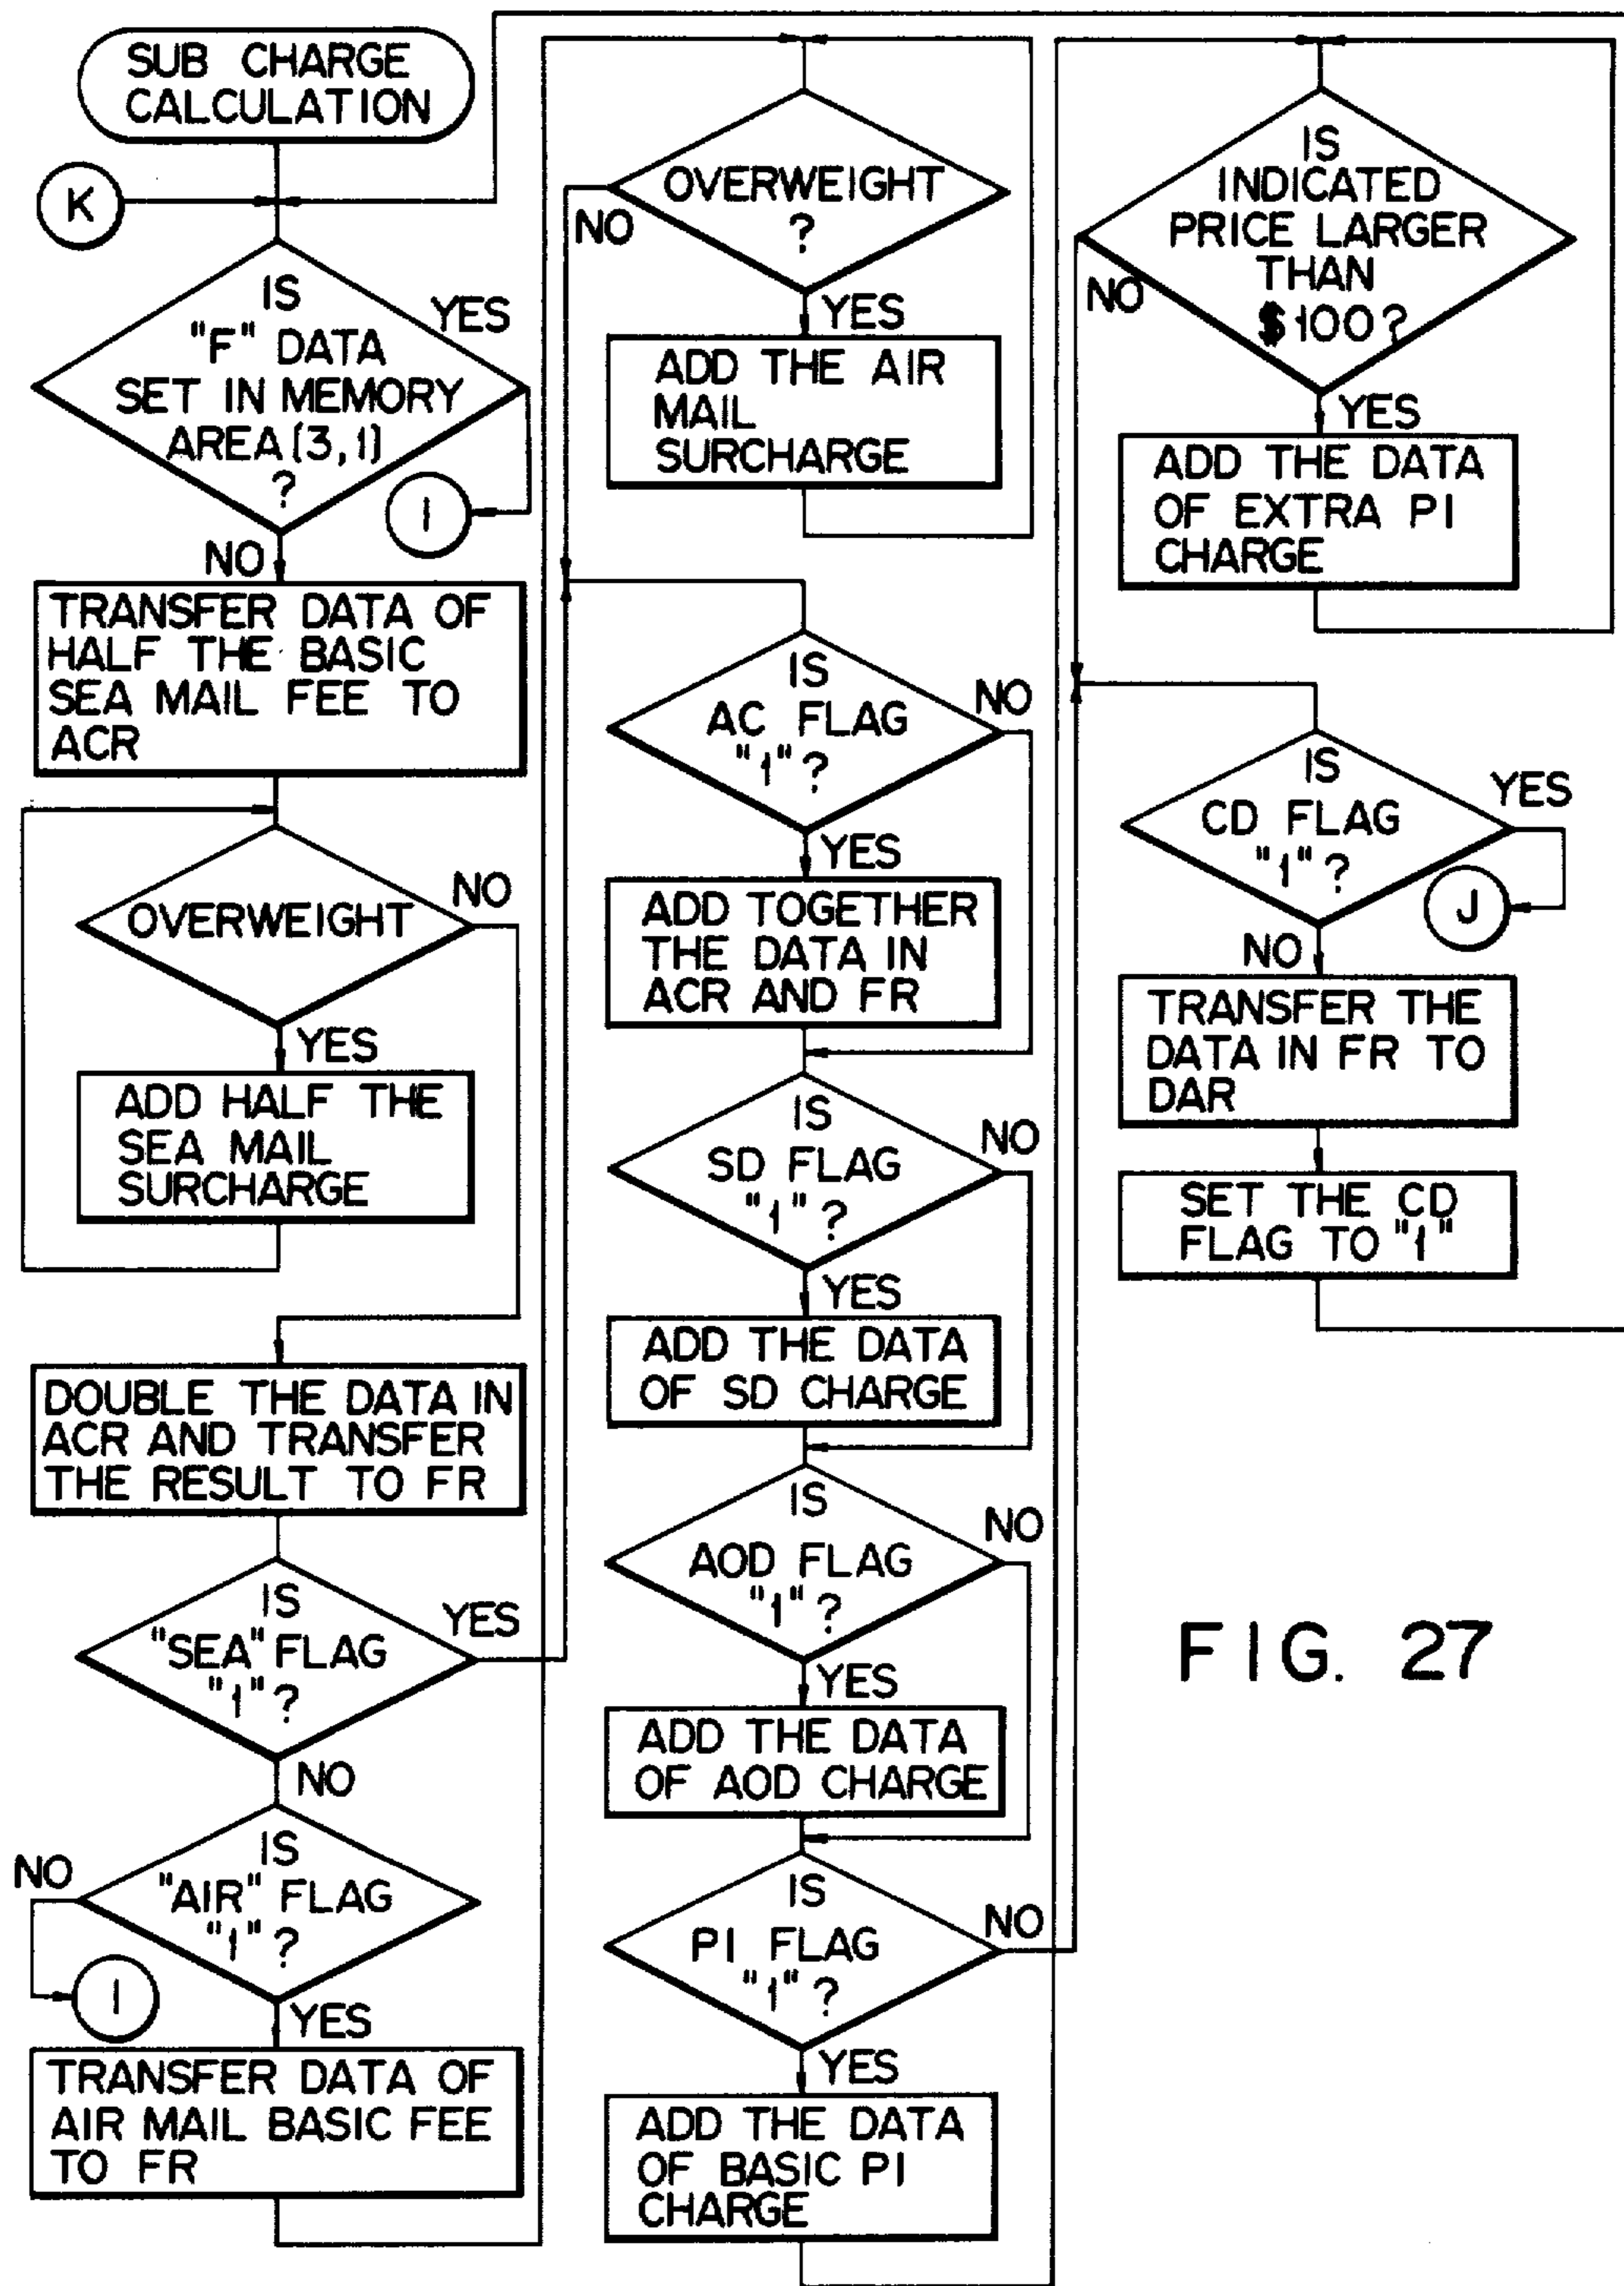 SUB CHARGE
CALCULATION
K
IS
"F" DATA
SET IN MEMORY
AREA(3,1)
?
YES
I
NO
TRANSFER DATA OF
HALF THE BASIC
SEA MAIL FEE TO
ACR
OVERWEIGHT
NO
YES
ADD HALF THE
SEA MAIL
SURCHARGE
DOUBLE THE DATA IN
ACR AND TRANSFER
THE RESULT TO FR
IS
"SEA" FLAG
"1" ?
YES
NO
IS
"AIR" FLAG
"1" ?
NO
I
YES
TRANSFER DATA OF
AIR MAIL BASIC FEE
TO FR
OVERWEIGHT
?
NO
YES
ADD THE AIR
MAIL
SURCHARGE
IS
AC FLAG
"1" ?
NO
YES
ADD TOGETHER
THE DATA IN
ACR AND FR
IS
SD FLAG
"1" ?
NO
YES
ADD THE DATA
OF SD CHARGE
IS
AOD FLAG
"1" ?
NO
YES
ADD THE DATA
OF AOD CHARGE
IS
PI FLAG
"1" ?
NO
YES
ADD THE DATA
OF BASIC PI
CHARGE
IS
INDICATED
PRICE LARGER
THAN
$100?
NO
YES
ADD THE DATA
OF EXTRA PI
CHARGE
IS
CD FLAG
"1" ?
YES
J
NO
TRANSFER THE
DATA IN FR TO
DAR
SET THE CD
FLAG TO "1"
FIG. 27